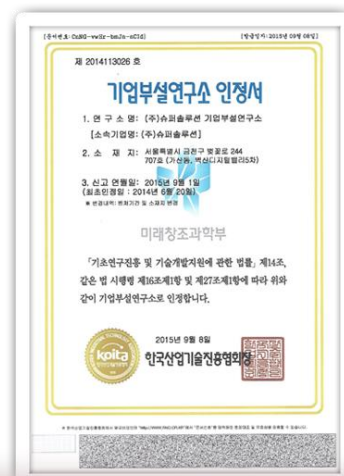 제 2014113026 호
[발급일자: 2015년 09월 08일]
기업부설연구소 인정서
1. 연 구 소 명: (주)슈퍼솔루션 기업부설연구소
[소속기업명: (주)슈퍼솔루션]
2. 소 재 지: 서울특별시 금천구 벚꽃로 244
707호 (가산동, 벽산디지털밸리5차)
3. 신고 연월일: 2015년 9월 1일
(최초인정일 : 2014년 6월 20일)
미래창조과학부
「기초연구진흥 및 기술개발지원에 관한 법률」제14조,
같은 법 시행령 제16조제1항 및 제27조제1항에 따라 위와
같이 기업부설연구소로 인정합니다.
2015년 9월 8일
koita
한국산업기술진흥협회장